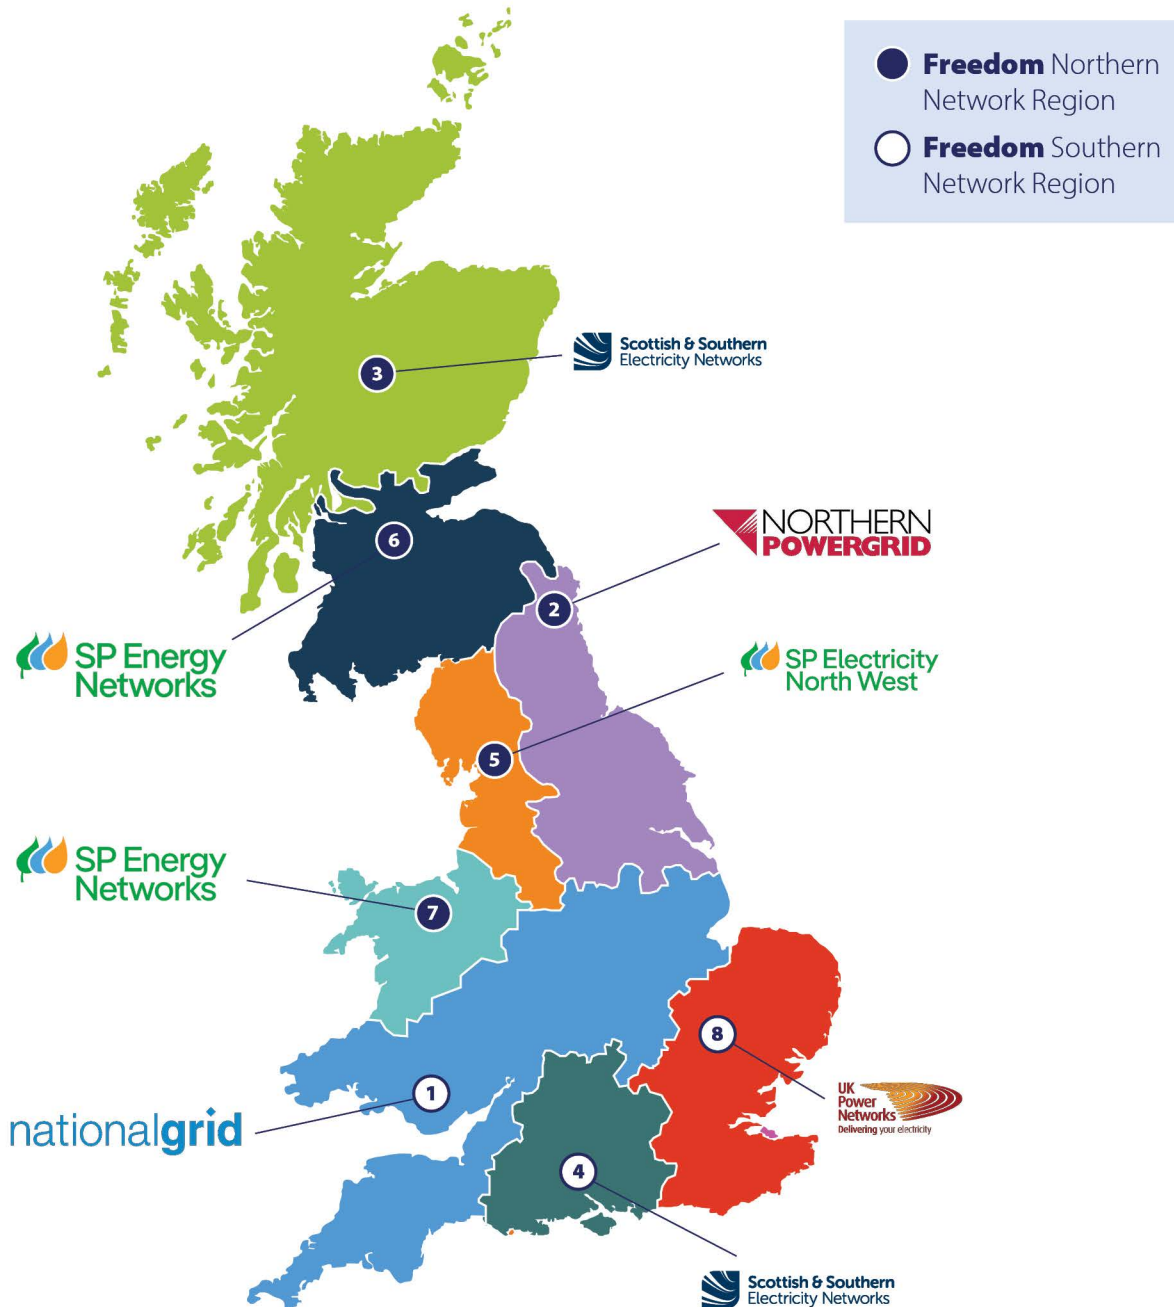 Freedom Northern
Network Region
Freedom Southern
Network Region
Scottish & Southern
Electricity Networks
3
6
NORTHERN
POWERGRID
2
SP Energy
Networks
SP Electricity
North West
5
SP Energy
Networks
7
8
UK
Power
Networks
Delivering your electricity
1
nationalgrid
4
Scottish & Southern
Electricity Networks